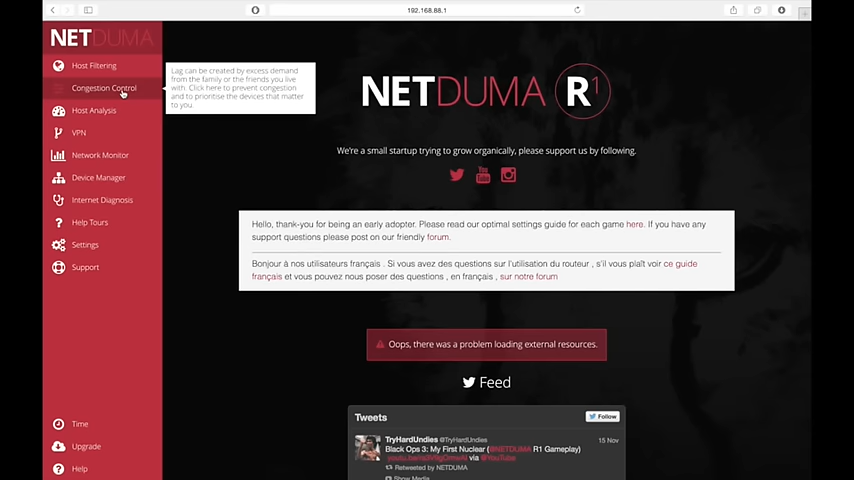 192.168.88.1
NETDUMA
Host Filtering
Congestion Control
Lag can be created by excess demand
from the family or the friends you live
with. Click here to prevent congestion
and to prioritise the devices that matter
to you.
Host Analysis
VPN
Network Monitor
Device Manager
Internet Diagnosis
Help Tours
Settings
Support
Time
Upgrade
Help
NETDUMA R1
We're a small startup trying to grow organically, please support us by following.
You
Tube
Hello, thank-you for being an early adopter. Please read our optimal settings guide for each game here. If you have any
support questions please post on our friendly forum.
Bonjour à nos utilisateurs français . Si vous avez des questions sur l'utilisation du routeur , s'il vous plaît voir ce guide
français et vous pouvez nous poser des questions , en français , sur notre forum
Oops, there was a problem loading external resources.
Feed
Tweets
Follow
TryHardUndies @TryHardUndies
15 Nov
Black Ops 3: My First Nuclear (@NETDUMA R1 Gameplay)
via @YouTube
Retweeted by NETDUMA
Show Media